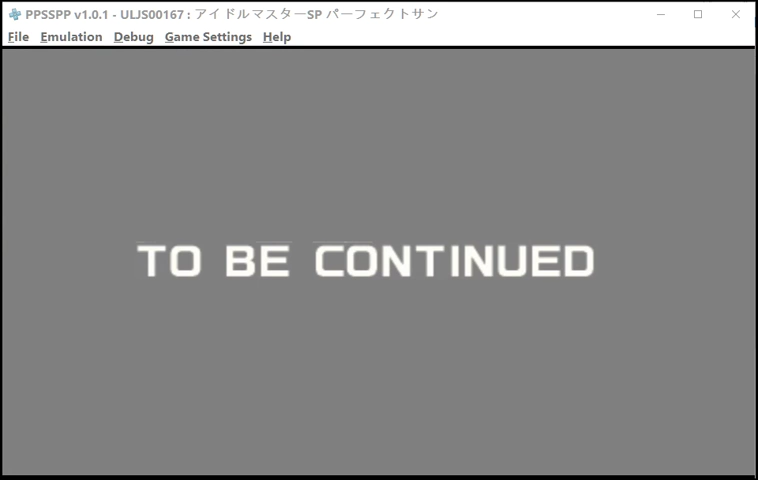 PPSSPP v1.0.1 - ULJS00167 : アイドルマスターSP パーフェクトサン
File Emulation Debug Game Settings Help
TO BE CONTINUED